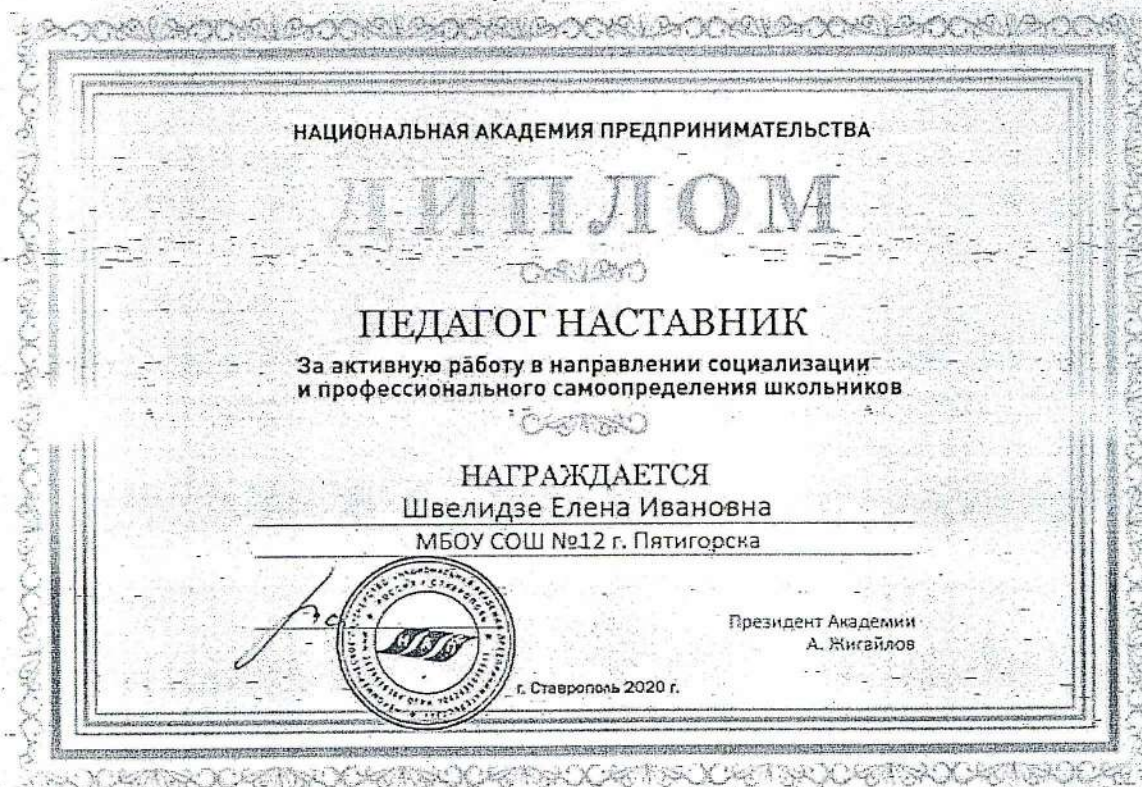 НАЦИОНАЛЬНАЯ АКАДЕМИЯ ПРЕДПРИНИМАТЕЛЬСТВА
ДИПЛОМ
ПЕДАГОГ НАСТАВНИК
За активную работу в направлении социализации
и профессионального самоопределения школьников
НАГРАЖДАЕТСЯ
Швелидзе Елена Ивановна
МБОУ СОШ №12 г. Пятигорска
Президент Академии
А. Жигайлов
г. Ставрополь 2020 г.